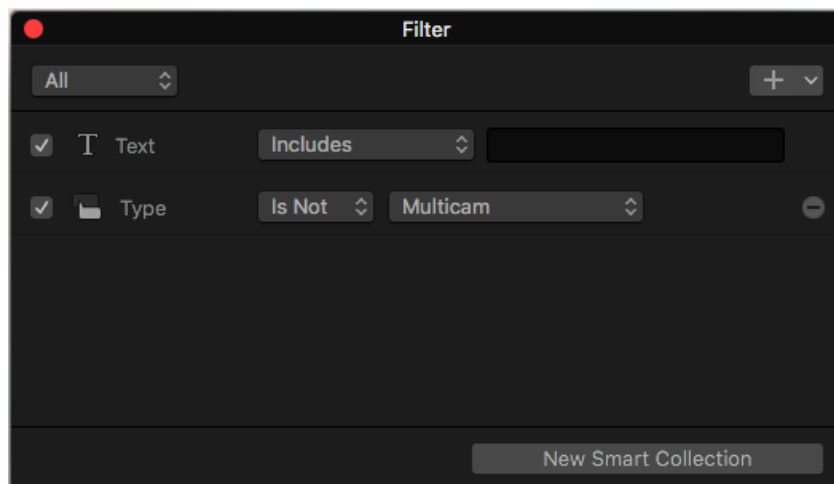 Filter
All
T Text Includes
Type Is Not Multicam
New Smart Collection